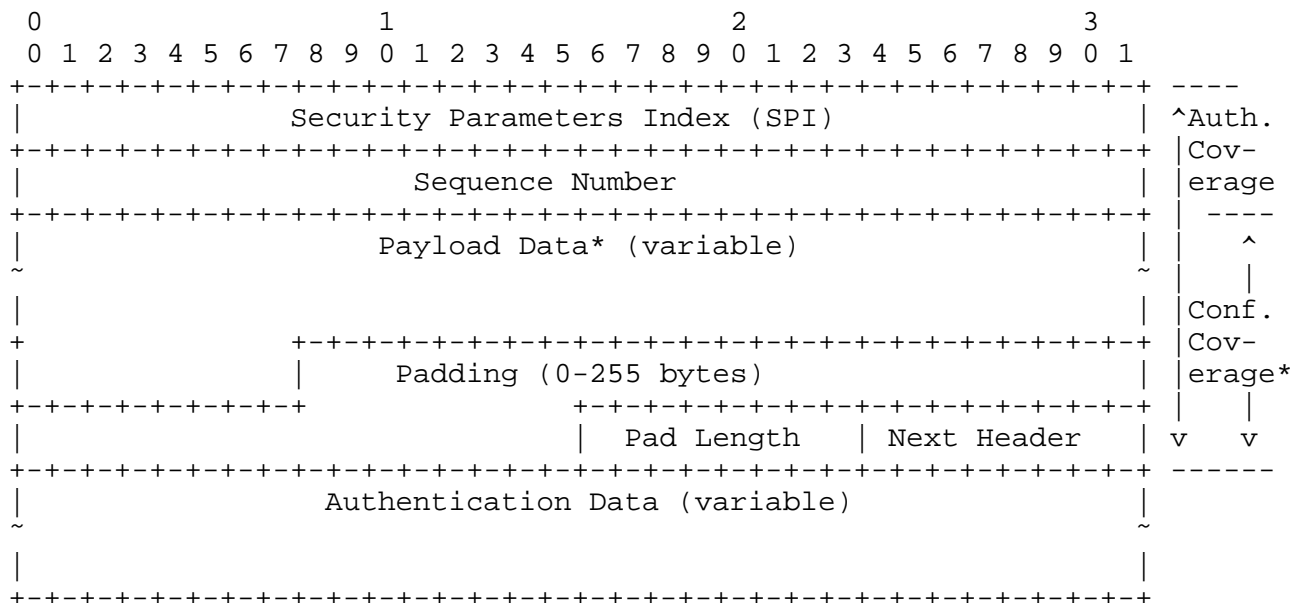 0                   1                   2                   3
 0 1 2 3 4 5 6 7 8 9 0 1 2 3 4 5 6 7 8 9 0 1 2 3 4 5 6 7 8 9 0 1
+-+-+-+-+-+-+-+-+-+-+-+-+-+-+-+-+-+-+-+-+-+-+-+-+-+-+-+-+-+-+-+-+ ----
|               Security Parameters Index (SPI)                | ^Auth.
+-+-+-+-+-+-+-+-+-+-+-+-+-+-+-+-+-+-+-+-+-+-+-+-+-+-+-+-+-+-+-+-+ |Cov-
|                      Sequence Number                          | |erage
+-+-+-+-+-+-+-+-+-+-+-+-+-+-+-+-+-+-+-+-+-+-+-+-+-+-+-+-+-+-+-+-+ | ----
|                    Payload Data* (variable)                   | |   ^
~                                                               ~ |   |
|                                                               | |Conf.
+               +-+-+-+-+-+-+-+-+-+-+-+-+-+-+-+-+-+-+-+-+-+-+-+-+ |Cov-
|               |     Padding (0-255 bytes)                     | |erage*
+-+-+-+-+-+-+-+-+               +-+-+-+-+-+-+-+-+-+-+-+-+-+-+-+-+ |   |
|                               |  Pad Length   | Next Header   | v   v
+-+-+-+-+-+-+-+-+-+-+-+-+-+-+-+-+-+-+-+-+-+-+-+-+-+-+-+-+-+-+-+-+ ------
|                 Authentication Data (variable)                |
~                                                               ~
|                                                               |
+-+-+-+-+-+-+-+-+-+-+-+-+-+-+-+-+-+-+-+-+-+-+-+-+-+-+-+-+-+-+-+-+